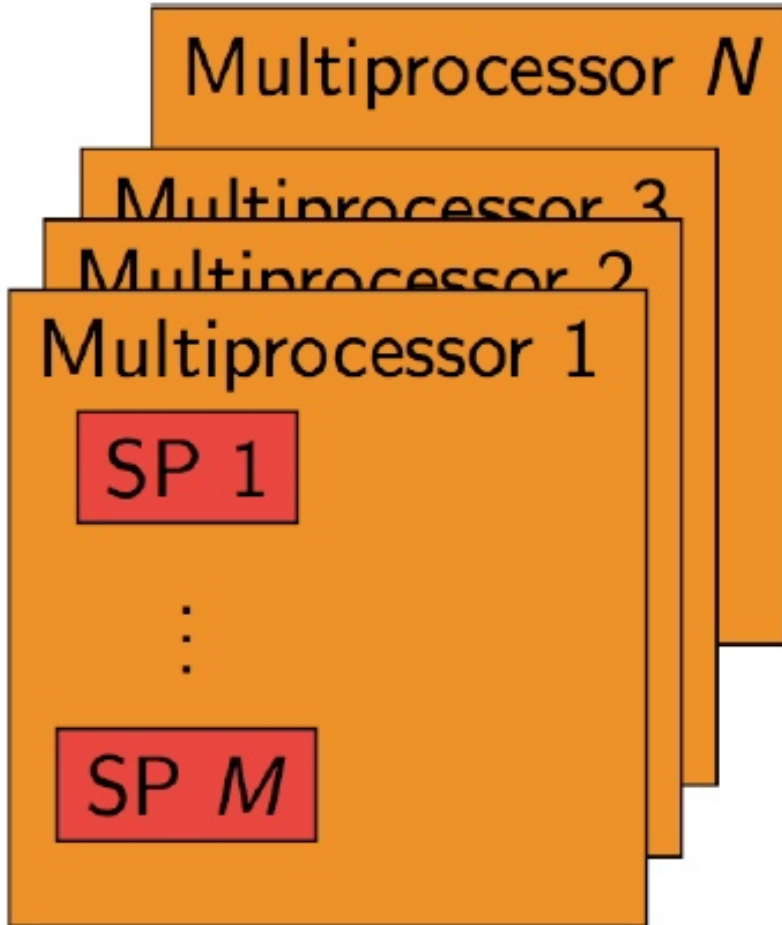 Multiprocessor N
Multiprocessor 3
Multiprocessor 2
Multiprocessor 1
SP 1
⋮
SP M